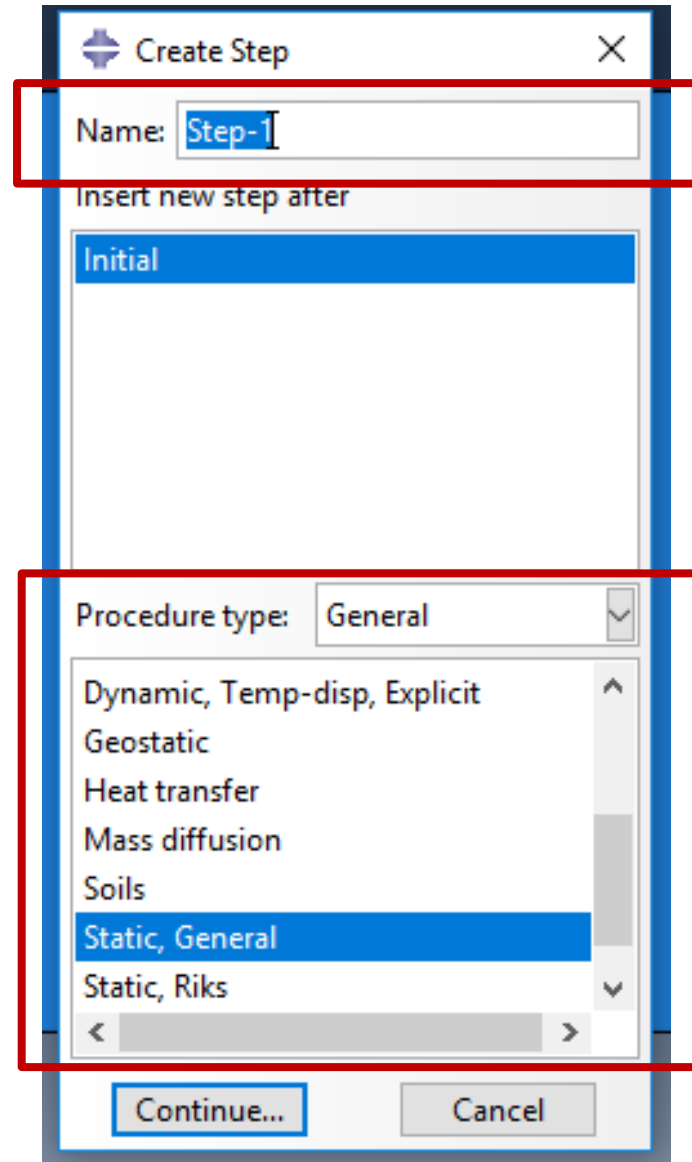 Create Step
Name: Step-1
Insert new step after
Initial
Procedure type: General
Dynamic, Temp-disp, Explicit
Geostatic
Heat transfer
Mass diffusion
Soils
Static, General
Static, Riks
Continue... Cancel